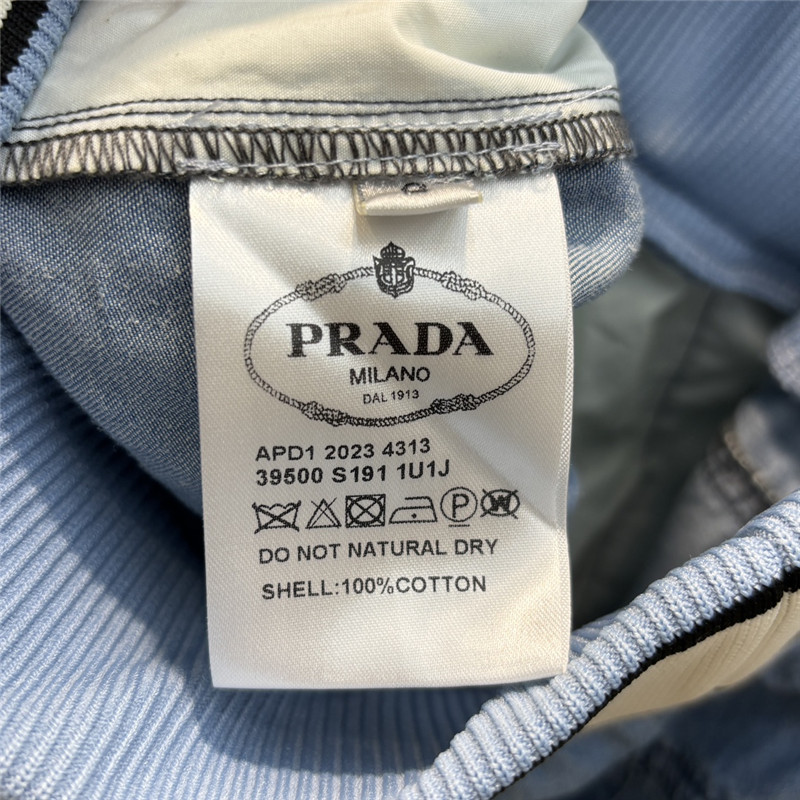 PRADA
MILANO
DAL 1913
APD1 2023 4313
39500 S191 1U1J
P W
DO NOT NATURAL DRY
SHELL:100%COTTON